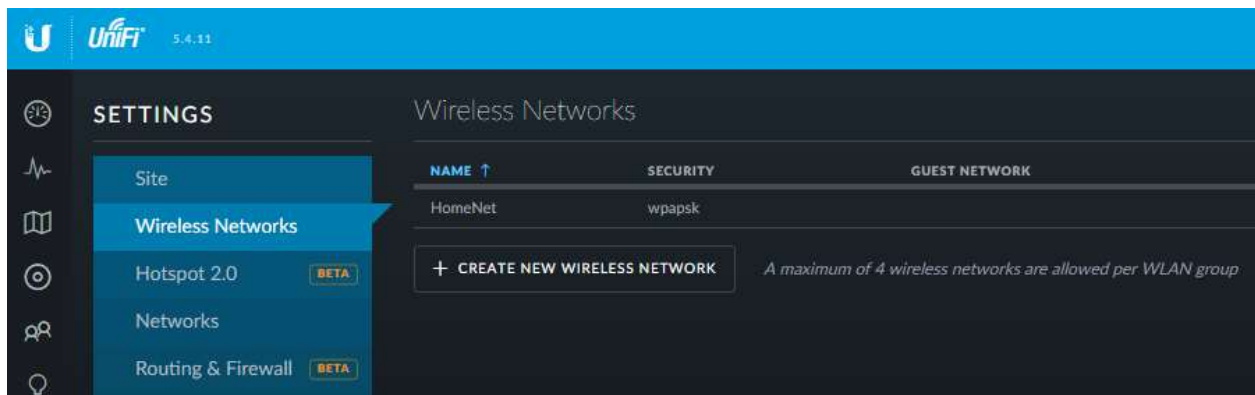 UniFi 5.4.11
SETTINGS
Site
Wireless Networks
Hotspot 2.0 BETA
Networks
Routing & Firewall BETA
Wireless Networks
NAME ↑ SECURITY GUEST NETWORK
HomeNet wpapsk
+ CREATE NEW WIRELESS NETWORK A maximum of 4 wireless networks are allowed per WLAN group